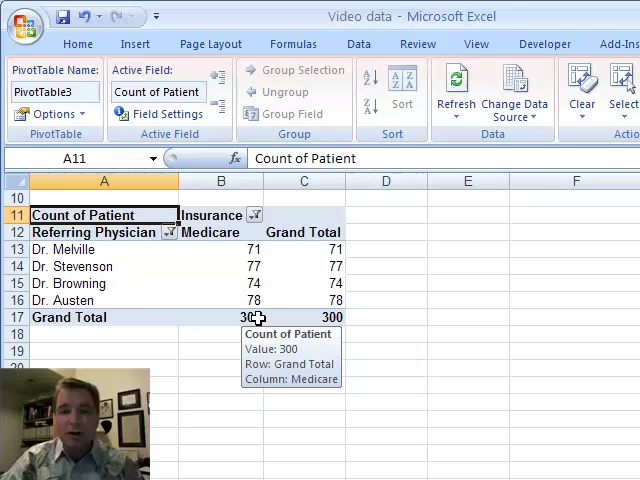 Video data - Microsoft Excel
Home Insert Page Layout Formulas Data Review View Developer Add-Ins
PivotTable Name: Active Field: Group Selection
PivotTable3 Count of Patient Ungroup Sort Refresh Change Data Source Clear Select
Options Field Settings Group Field
PivotTable Active Field Group Sort Data Actio
A11 fx Count of Patient
A B C D E F
10
11 Count of Patient Insurance
12 Referring Physician Medicare Grand Total
13 Dr. Melville 71 71
14 Dr. Stevenson 77 77
15 Dr. Browning 74 74
16 Dr. Austen 78 78
17 Grand Total 300 300
18 Count of Patient
19 Value: 300
Row: Grand Total
Column: Medicare